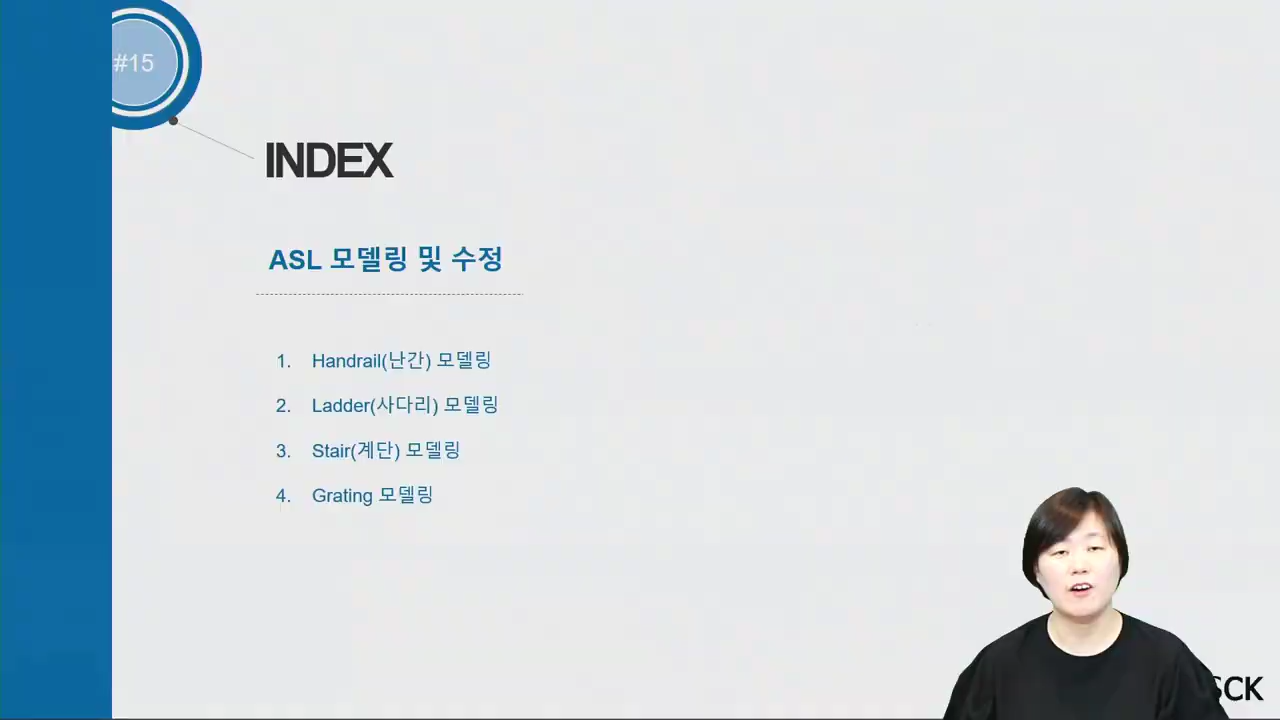 #15
INDEX
ASL 모델링 및 수정
1. Handrail(난간) 모델링
2. Ladder(사다리) 모델링
3. Stair(계단) 모델링
4. Grating 모델링
SCK